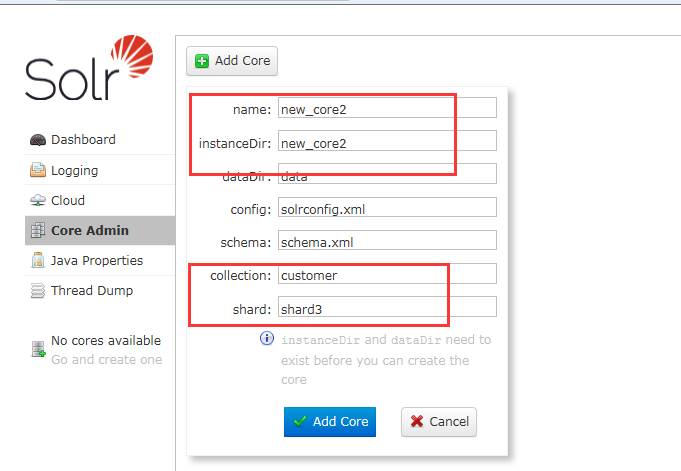 Solr
Add Core
name: new_core2
instanceDir: new_core2
dataDir: data
config: solrconfig.xml
schema: schema.xml
collection: customer
shard: shard3
instanceDir and dataDir need to
exist before you can create the
core
Add Core
Cancel
Dashboard
Logging
Cloud
Core Admin
Java Properties
Thread Dump
No cores available
Go and create one